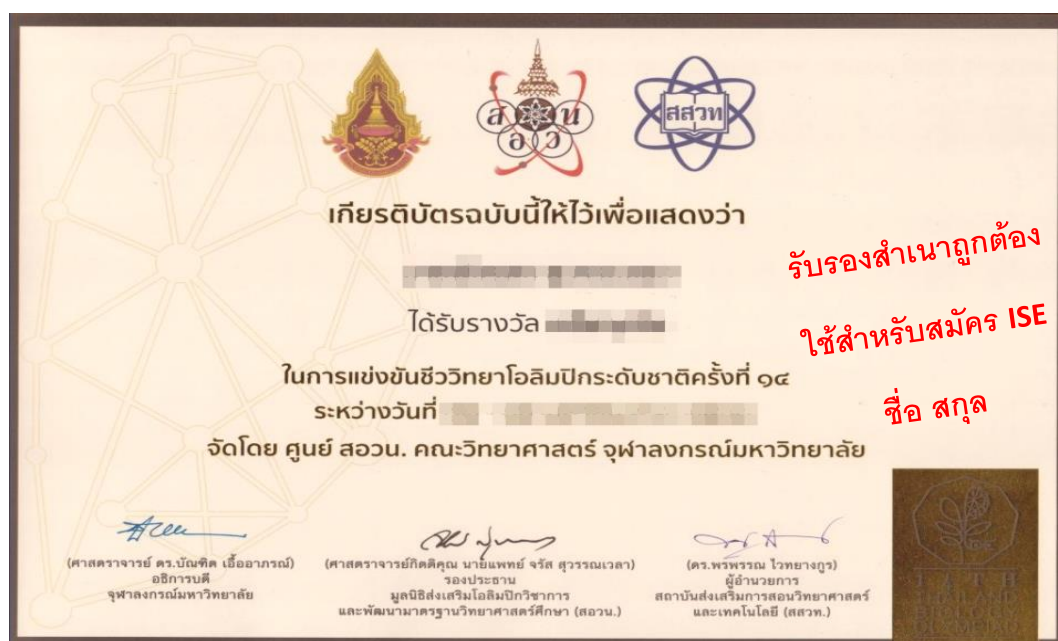 ส อ ว น
สสวท
เกียรติบัตรฉบับนี้ให้ไว้เพื่อแสดงว่า
ได้รับรางวัล
ในการแข่งขันชีววิทยาโอลิมปิกระดับชาติครั้งที่ ๑๔
ระหว่างวันที่
จัดโดย ศูนย์ สอวน. คณะวิทยาศาสตร์ จุฬาลงกรณ์มหาวิทยาลัย
รับรองสำเนาถูกต้อง
ใช้สำหรับสมัคร ISE
ชื่อ สกุล
(ศาสตราจารย์ ดร.บัณฑิต เอื้ออาภรณ์)
อธิการบดี
จุฬาลงกรณ์มหาวิทยาลัย
(ศาสตราจารย์กิตติคุณ นายแพทย์ จรัส สุวรรณเวลา)
รองประธาน
มูลนิธิส่งเสริมโอลิมปิกวิชาการ
และพัฒนามาตรฐานวิทยาศาสตร์ศึกษา (สอวน.)
(ดร.พรพรรณ ไวทยางกูร)
ผู้อำนวยการ
สถาบันส่งเสริมการสอนวิทยาศาสตร์
และเทคโนโลยี (สสวท.)
14TH
THAILAND
BIOLOGY
OLYMPIAD